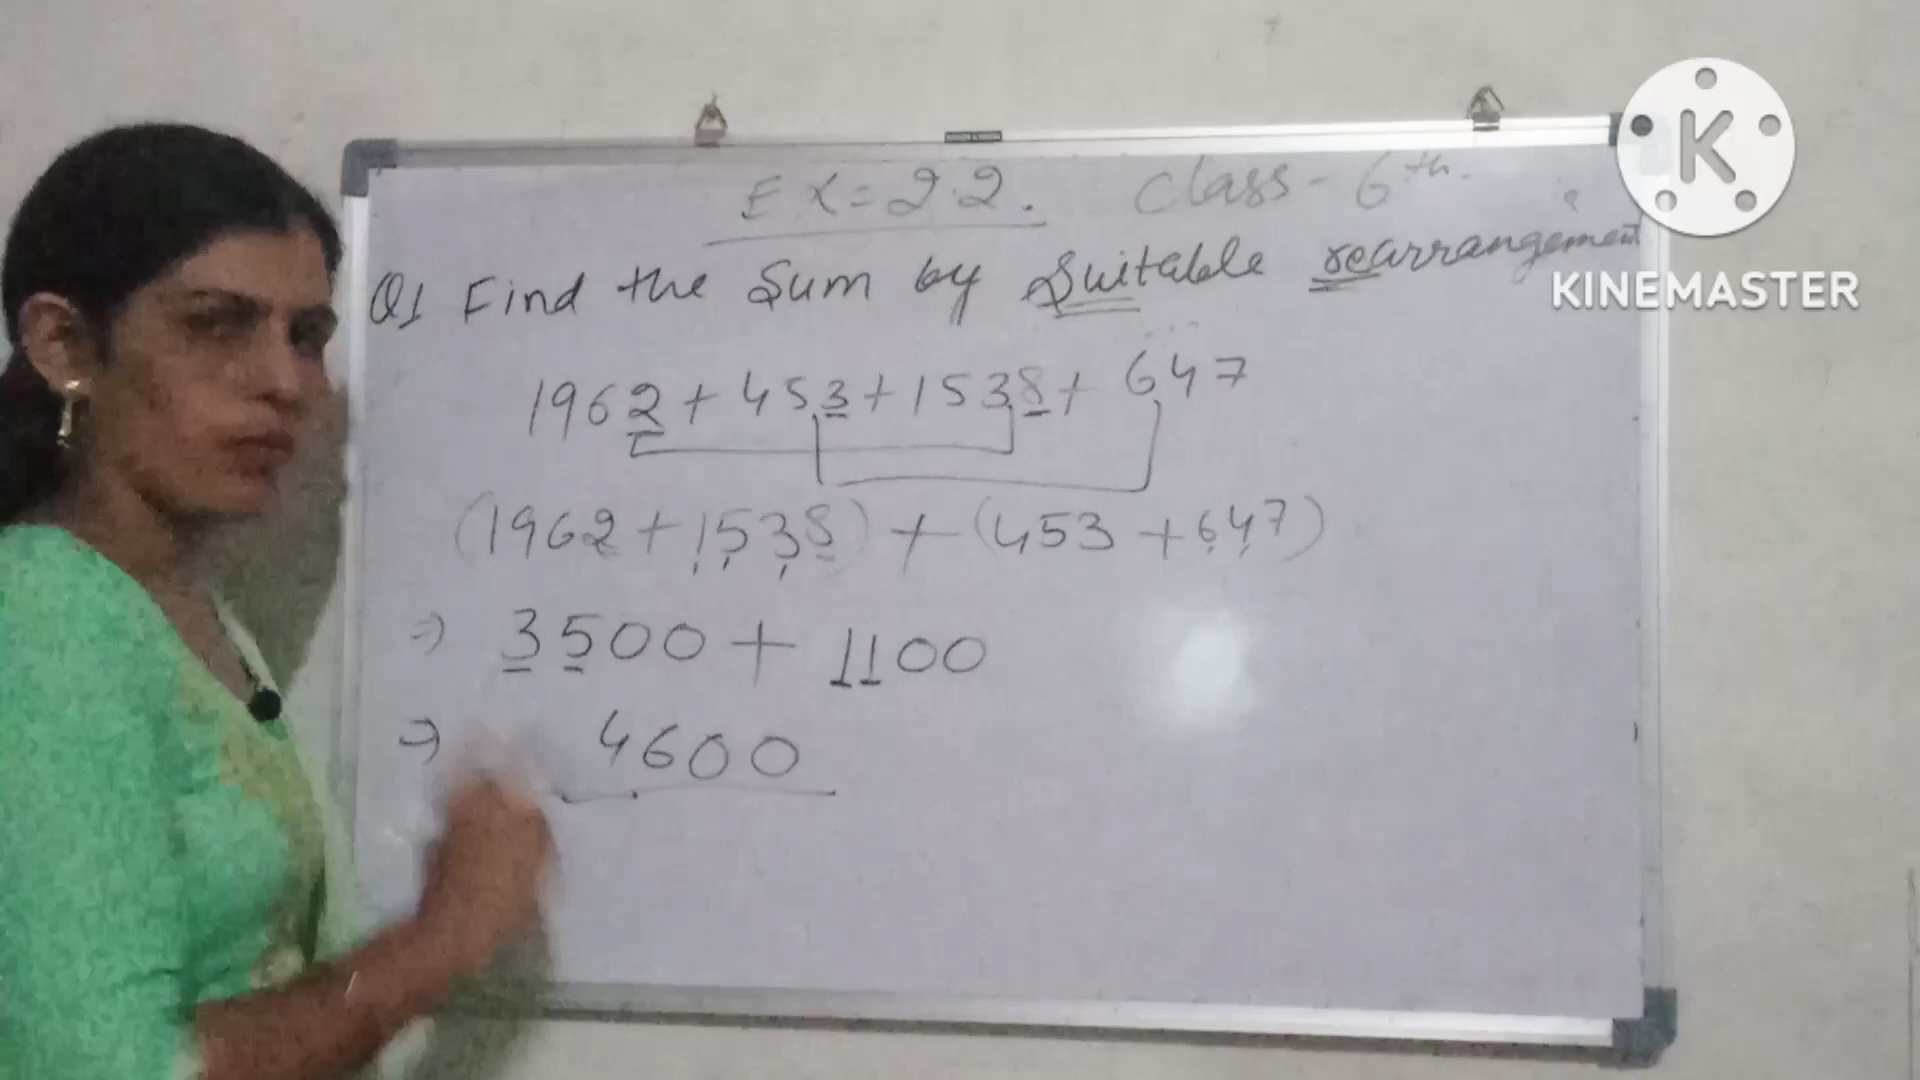 EX = 2.2. Class - 6th.
Q1 Find the Sum by Suitable rearrangement
1962 + 453 + 1538 + 647
(1962 + 1538) + (453 + 647)
⇒ 3500 + 1100
⇒ 4600
K
KINEMASTER